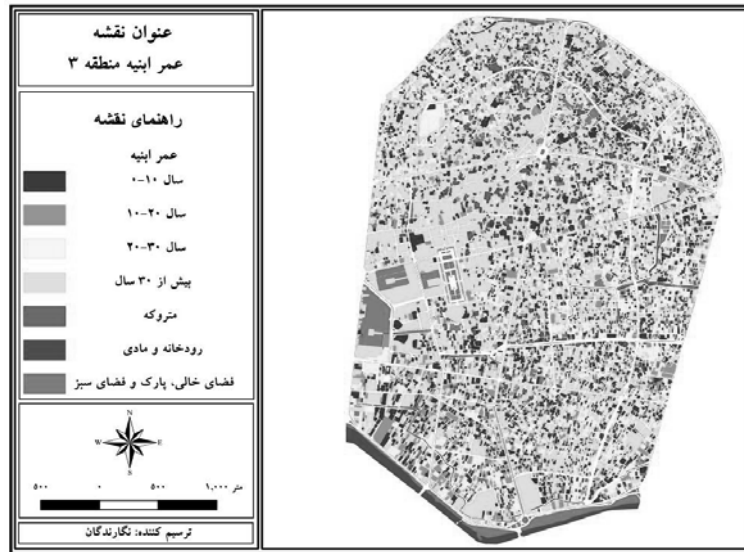 عنوان نقشه
عمر ابنیه منطقه ۳
راهنمای نقشه
عمر ابنیه
سال ۱۰-۰
سال ۲۰-۱۰
سال ۳۰-۲۰
بیش از ۳۰ سال
متروکه
رودخانه و مادی
فضای خالی، پارک و فضای سبز
N
W E
S
۵۰۰ ۰ ۵۰۰ ۱,۰۰۰ متر
ترسیم کننده: نگارندگان